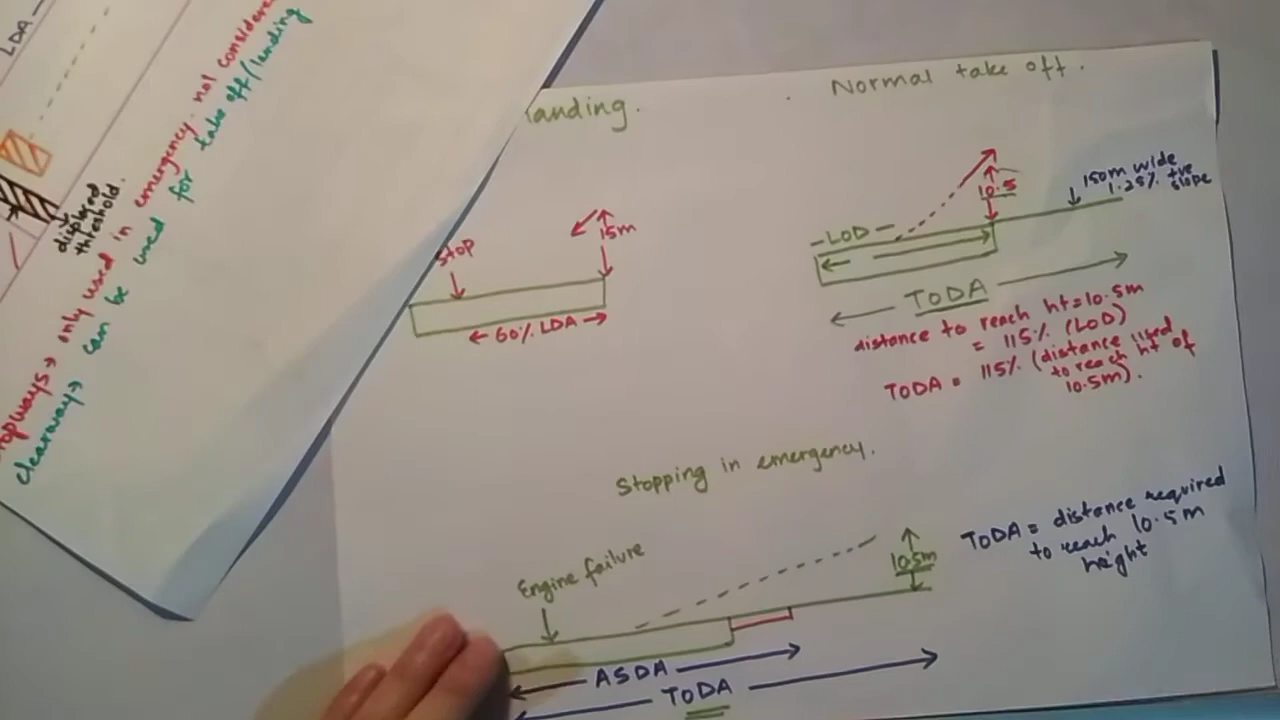 LDA
displaced
threshold.
only used in emergency. not
clearway → can be used for take off/landing
landing.
Stop
15m
← 60% LDA →
Normal take off.
10.5
150m wide
1.25% +ve
slope
-LOD-
TODA
distance to reach ht=10.5m
= 115% (LOD)
TODA = 115% (distance used
to reach ht of
10.5m).
Stopping in emergency.
Engine failure
10.5m
ASDA
TODA
TODA = distance required
to reach 10.5m
height